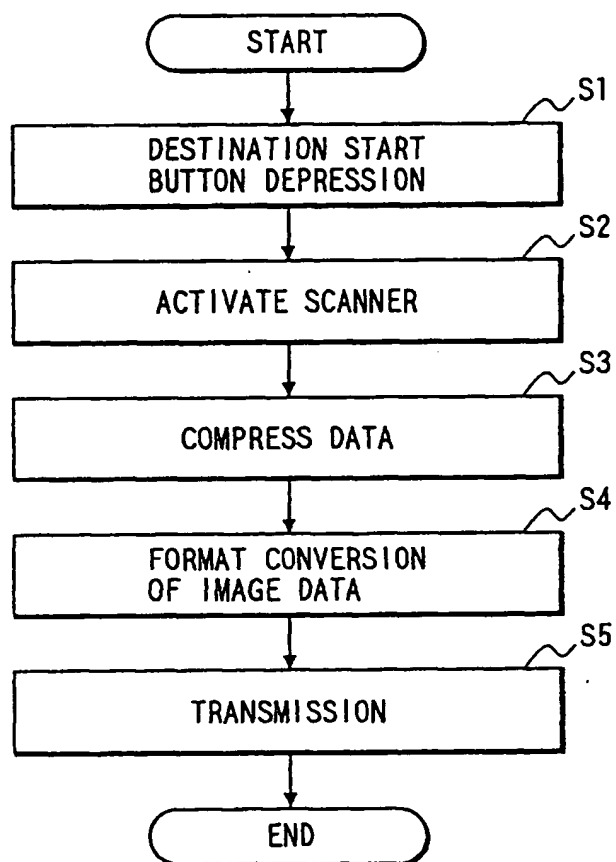 START
S1
DESTINATION START
BUTTON DEPRESSION
S2
ACTIVATE SCANNER
S3
COMPRESS DATA
S4
FORMAT CONVERSION
OF IMAGE DATA
S5
TRANSMISSION
END